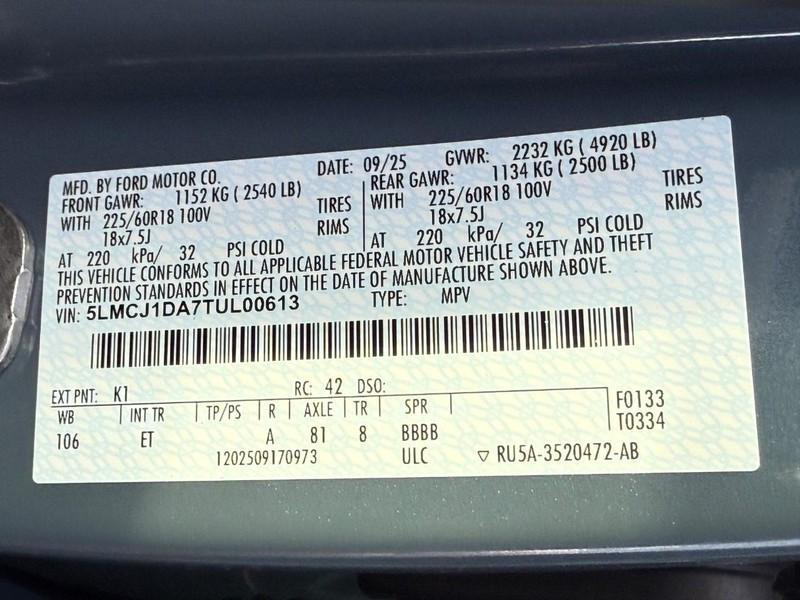 MFD. BY FORD MOTOR CO. DATE: 09/25 GVWR: 2232 KG ( 4920 LB)
FRONT GAWR: 1152 KG ( 2540 LB) REAR GAWR: 1134 KG ( 2500 LB)
WITH 225/60R18 100V TIRES WITH 225/60R18 100V TIRES
18x7.5J RIMS 18x7.5J RIMS
AT 220 kPa/ 32 PSI COLD AT 220 kPa/ 32 PSI COLD
THIS VEHICLE CONFORMS TO ALL APPLICABLE FEDERAL MOTOR VEHICLE SAFETY AND THEFT
PREVENTION STANDARDS IN EFFECT ON THE DATE OF MANUFACTURE SHOWN ABOVE.
VIN: 5LMCJ1DA7TUL00613 TYPE: MPV
EXT PNT: K1 RC: 42 DSO:
WB INT TR TP/PS R AXLE TR SPR F0133
106 ET A 81 8 BBBB T0334
1202509170973 ULC ▽ RU5A-3520472-AB